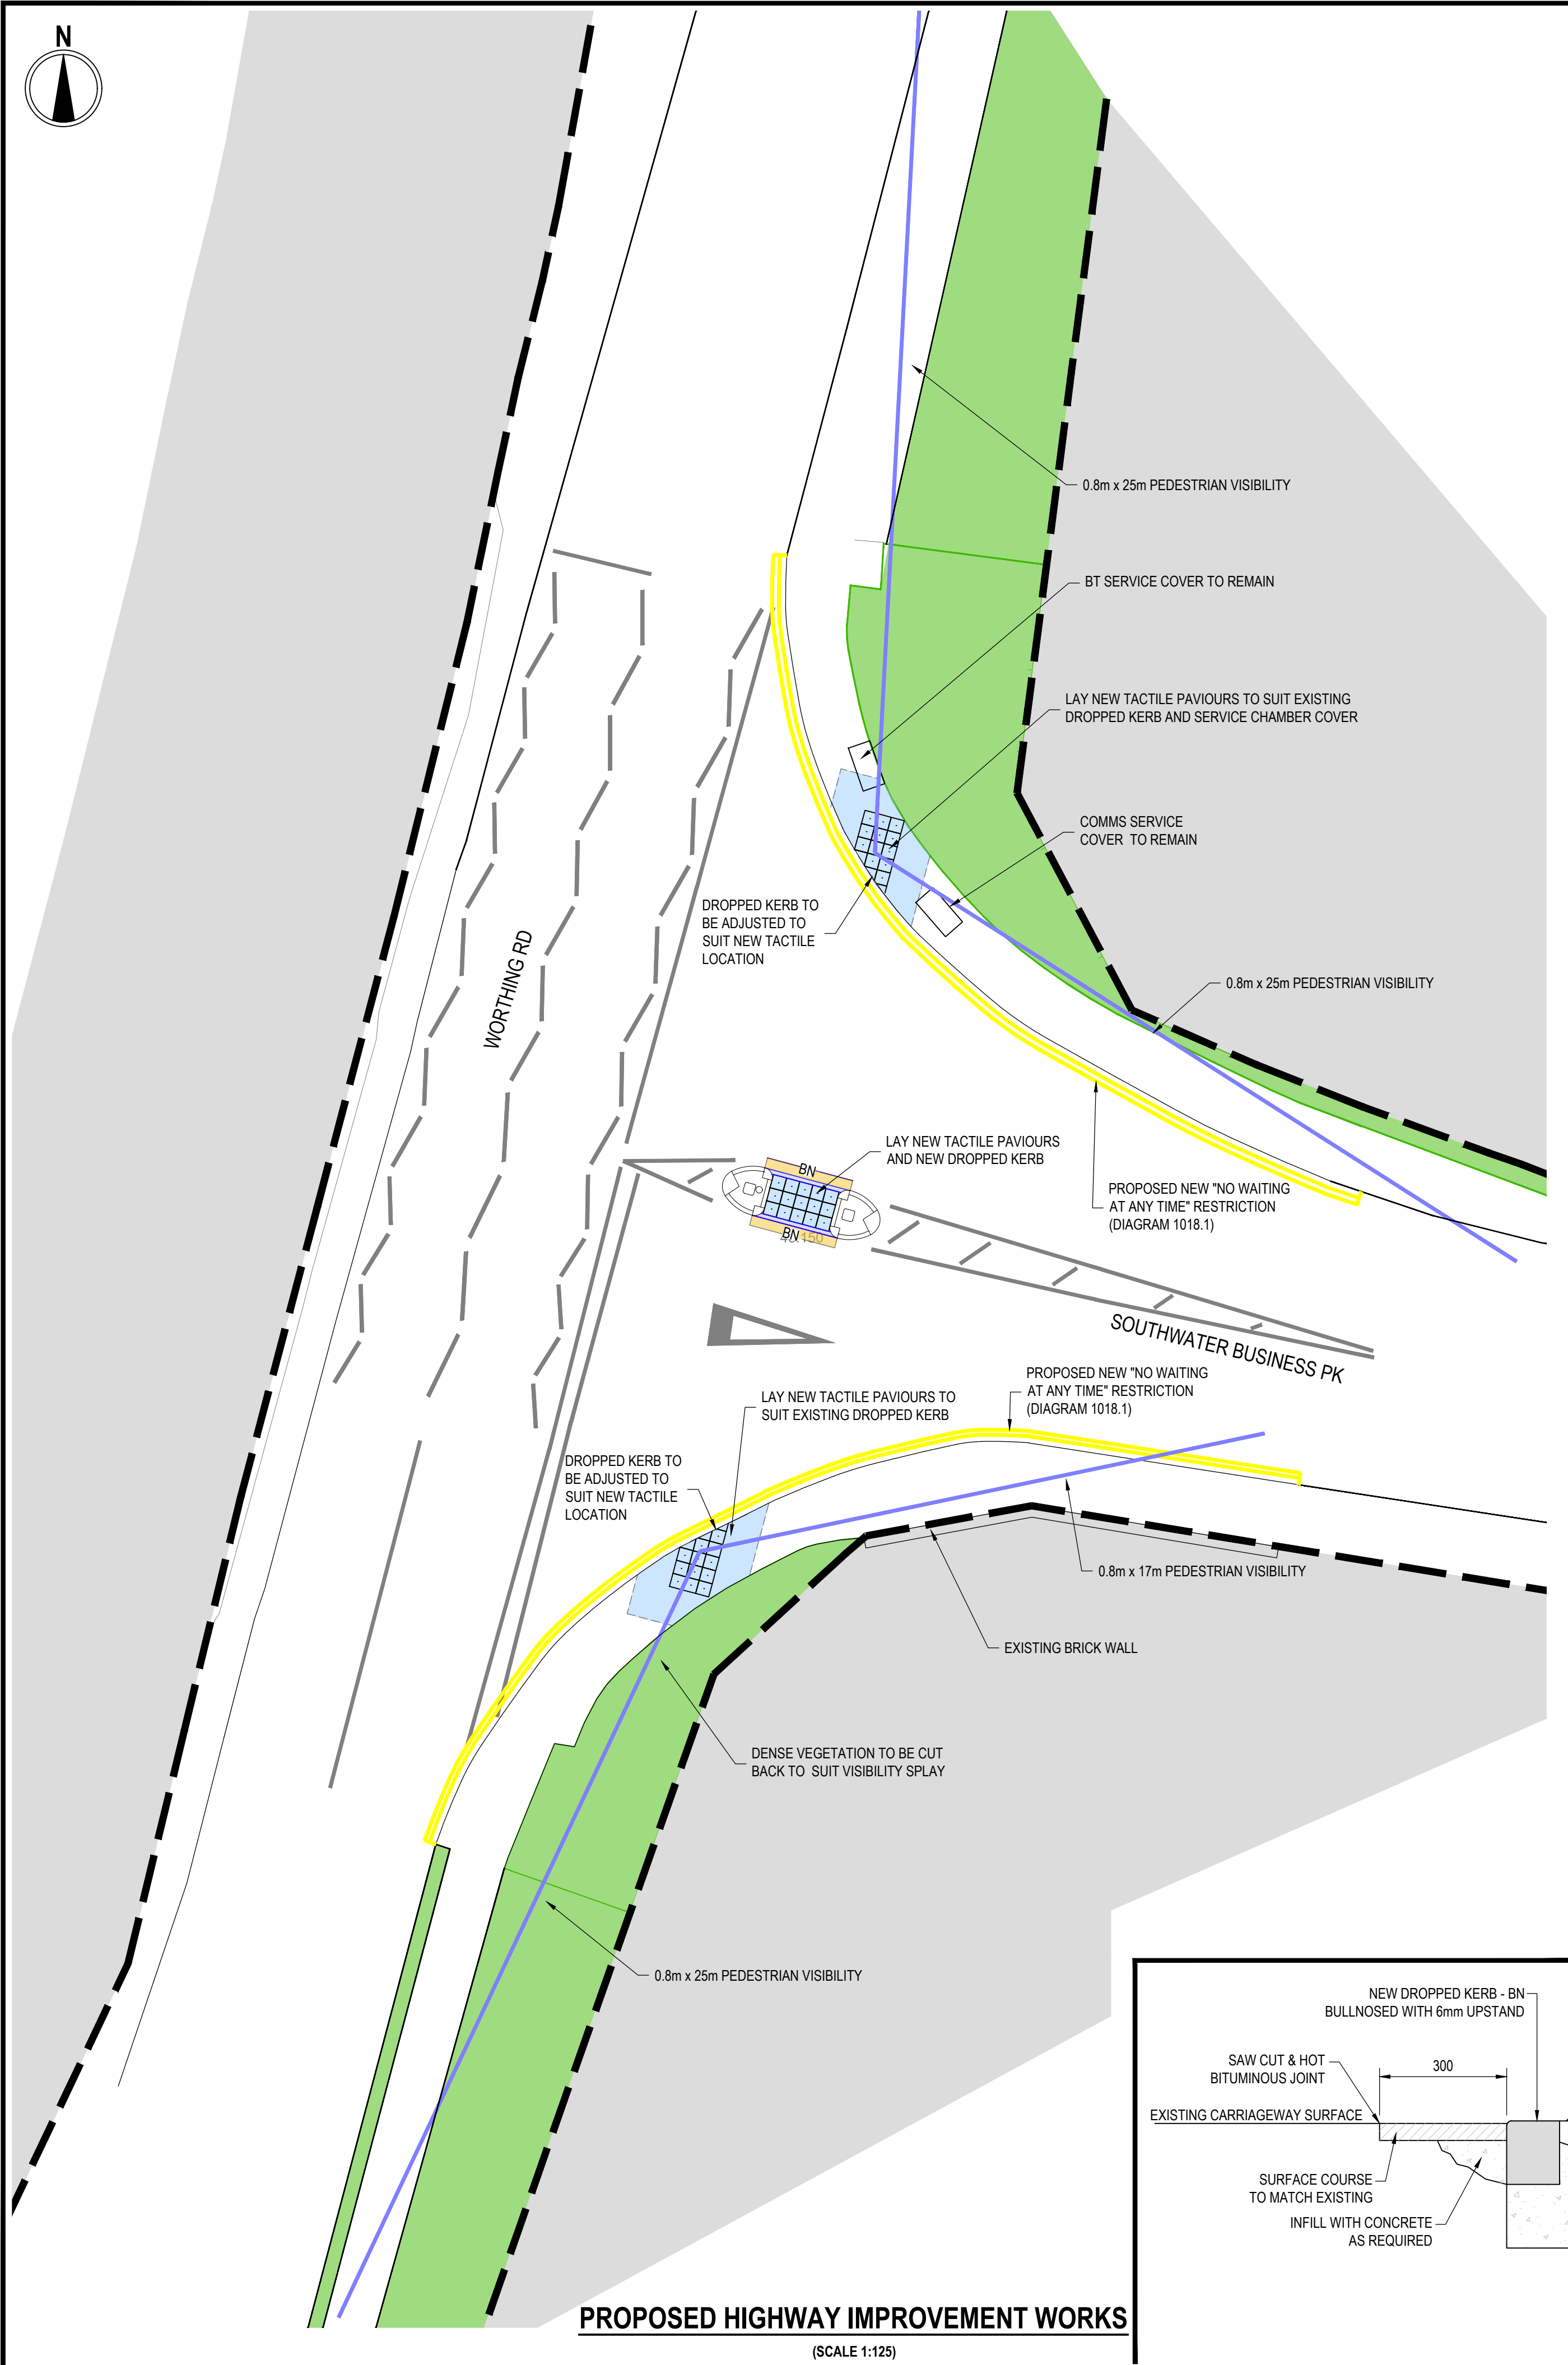 N
0.8m x 25m PEDESTRIAN VISIBILITY
BT SERVICE COVER TO REMAIN
LAY NEW TACTILE PAVIOURS TO SUIT EXISTING
DROPPED KERB AND SERVICE CHAMBER COVER
COMMS SERVICE
COVER TO REMAIN
DROPPED KERB TO
BE ADJUSTED TO
SUIT NEW TACTILE
LOCATION
WORTHING RD
0.8m x 25m PEDESTRIAN VISIBILITY
LAY NEW TACTILE PAVIOURS
AND NEW DROPPED KERB
BN
BN
PROPOSED NEW "NO WAITING
AT ANY TIME" RESTRICTION
(DIAGRAM 1018.1)
SOUTHWATER BUSINESS PK
PROPOSED NEW "NO WAITING
AT ANY TIME" RESTRICTION
(DIAGRAM 1018.1)
LAY NEW TACTILE PAVIOURS TO
SUIT EXISTING DROPPED KERB
DROPPED KERB TO
BE ADJUSTED TO
SUIT NEW TACTILE
LOCATION
0.8m x 17m PEDESTRIAN VISIBILITY
EXISTING BRICK WALL
DENSE VEGETATION TO BE CUT
BACK TO SUIT VISIBILITY SPLAY
0.8m x 25m PEDESTRIAN VISIBILITY
NEW DROPPED KERB - BN
BULLNOSED WITH 6mm UPSTAND
SAW CUT & HOT
BITUMINOUS JOINT
300
EXISTING CARRIAGEWAY SURFACE
SURFACE COURSE
TO MATCH EXISTING
INFILL WITH CONCRETE
AS REQUIRED
PROPOSED HIGHWAY IMPROVEMENT WORKS
(SCALE 1:125)